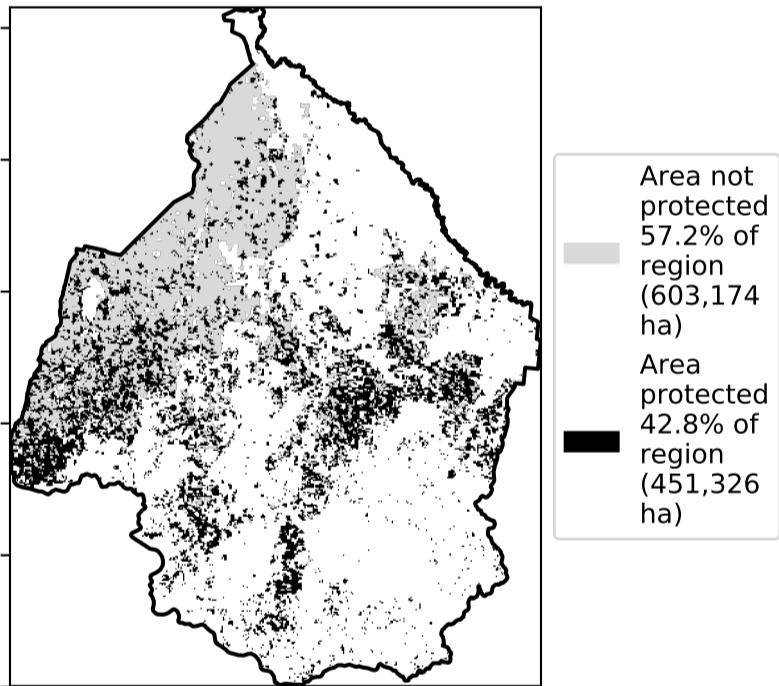 Area not
protected
57.2% of
region
(603,174
ha)
Area
protected
42.8% of
region
(451,326
ha)